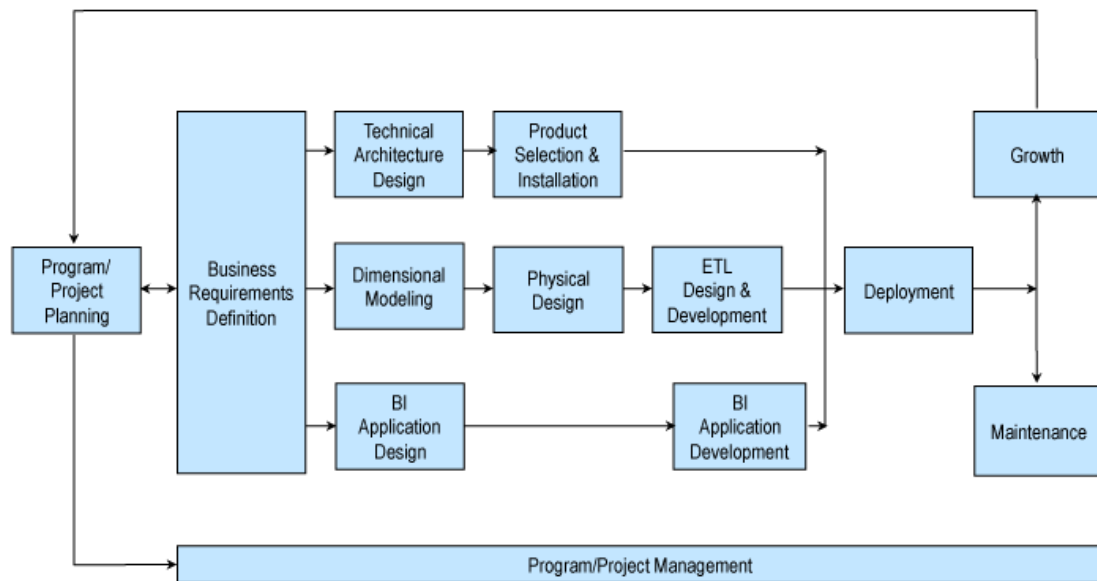 Technical
Architecture
Design
Product
Selection &
Installation
Growth
Program/
Project
Planning
Business
Requirements
Definition
Dimensional
Modeling
Physical
Design
ETL
Design &
Development
Deployment
BI
Application
Design
BI
Application
Development
Maintenance
Program/Project Management